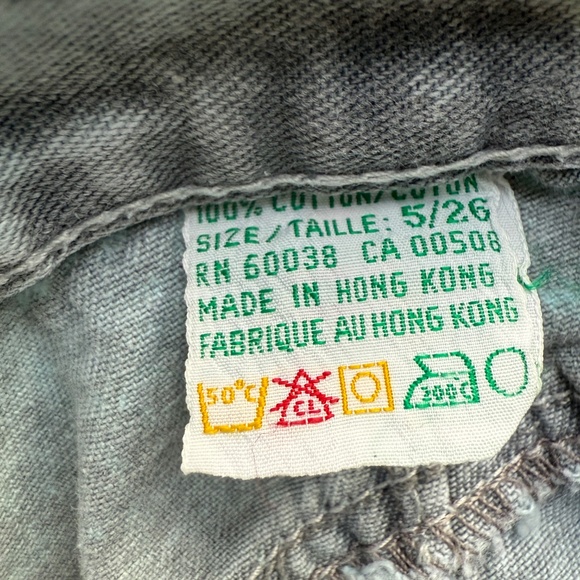 100% COTTON/COTON
SIZE/TAILLE: 5/26
RN 60038 CA 00508
MADE IN HONG KONG
FABRIQUE AU HONG KONG
50°C CL 200°C